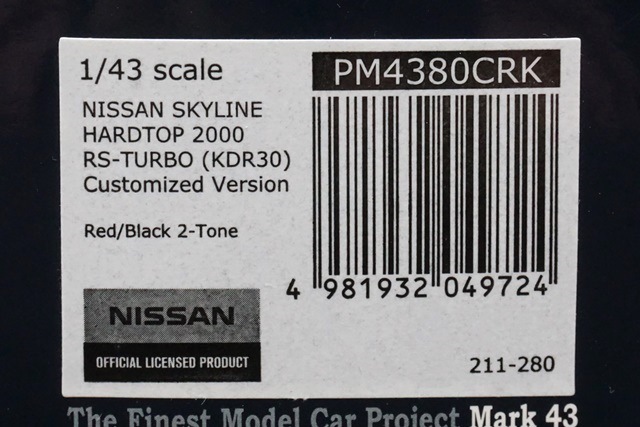 1/43 scale
PM4380CRK
NISSAN SKYLINE
HARDTOP 2000
RS-TURBO (KDR30)
Customized Version
Red/Black 2-Tone
4 981932 049724
NISSAN
OFFICIAL LICENSED PRODUCT
211-280
The Finest Model Car Project Mark 43